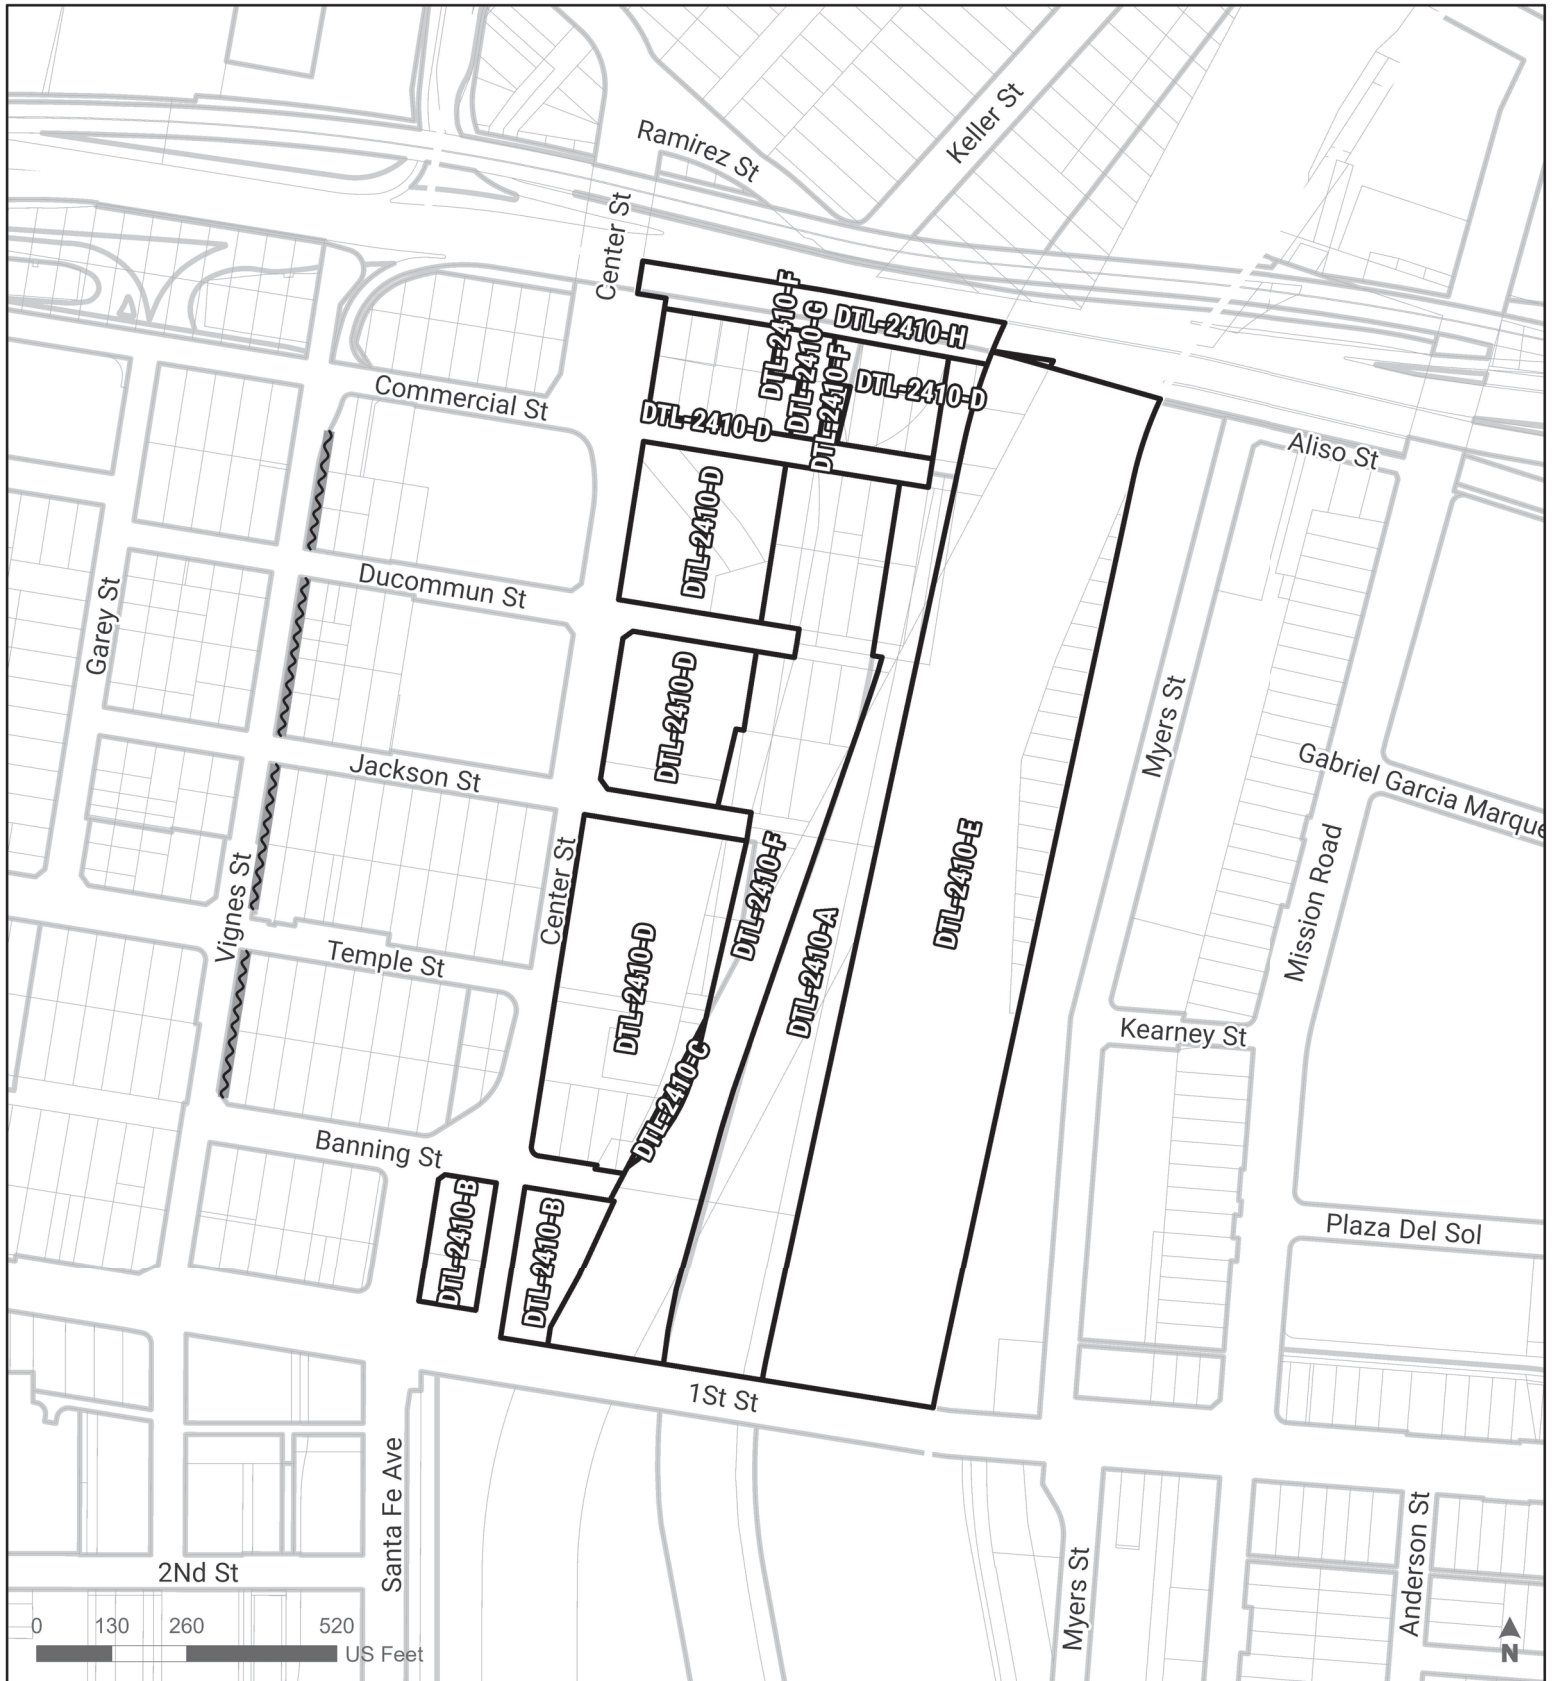 Ramirez St
Keller St
Center St
DTL-2410-F
DTL-2410-G
DTL-2410-F
DTL-2410-H
DTL-2410-D
DTL-2410-D
Commercial St
Aliso St
DTL-2410-D
Ducommun St
Garey St
DTL-2410-D
Myers St
Jackson St
Gabriel Garcia Marque
Vignes St
Center St
DTL-2410-F
DTL-2410-E
Mission Road
DTL-2410-A
DTL-2410-D
Temple St
Kearney St
DTL-2410-C
Banning St
DTL-2410-B
DTL-2410-B
Plaza Del Sol
1St St
Santa Fe Ave
2Nd St
Myers St
Anderson St
0 130 260 520
US Feet
N